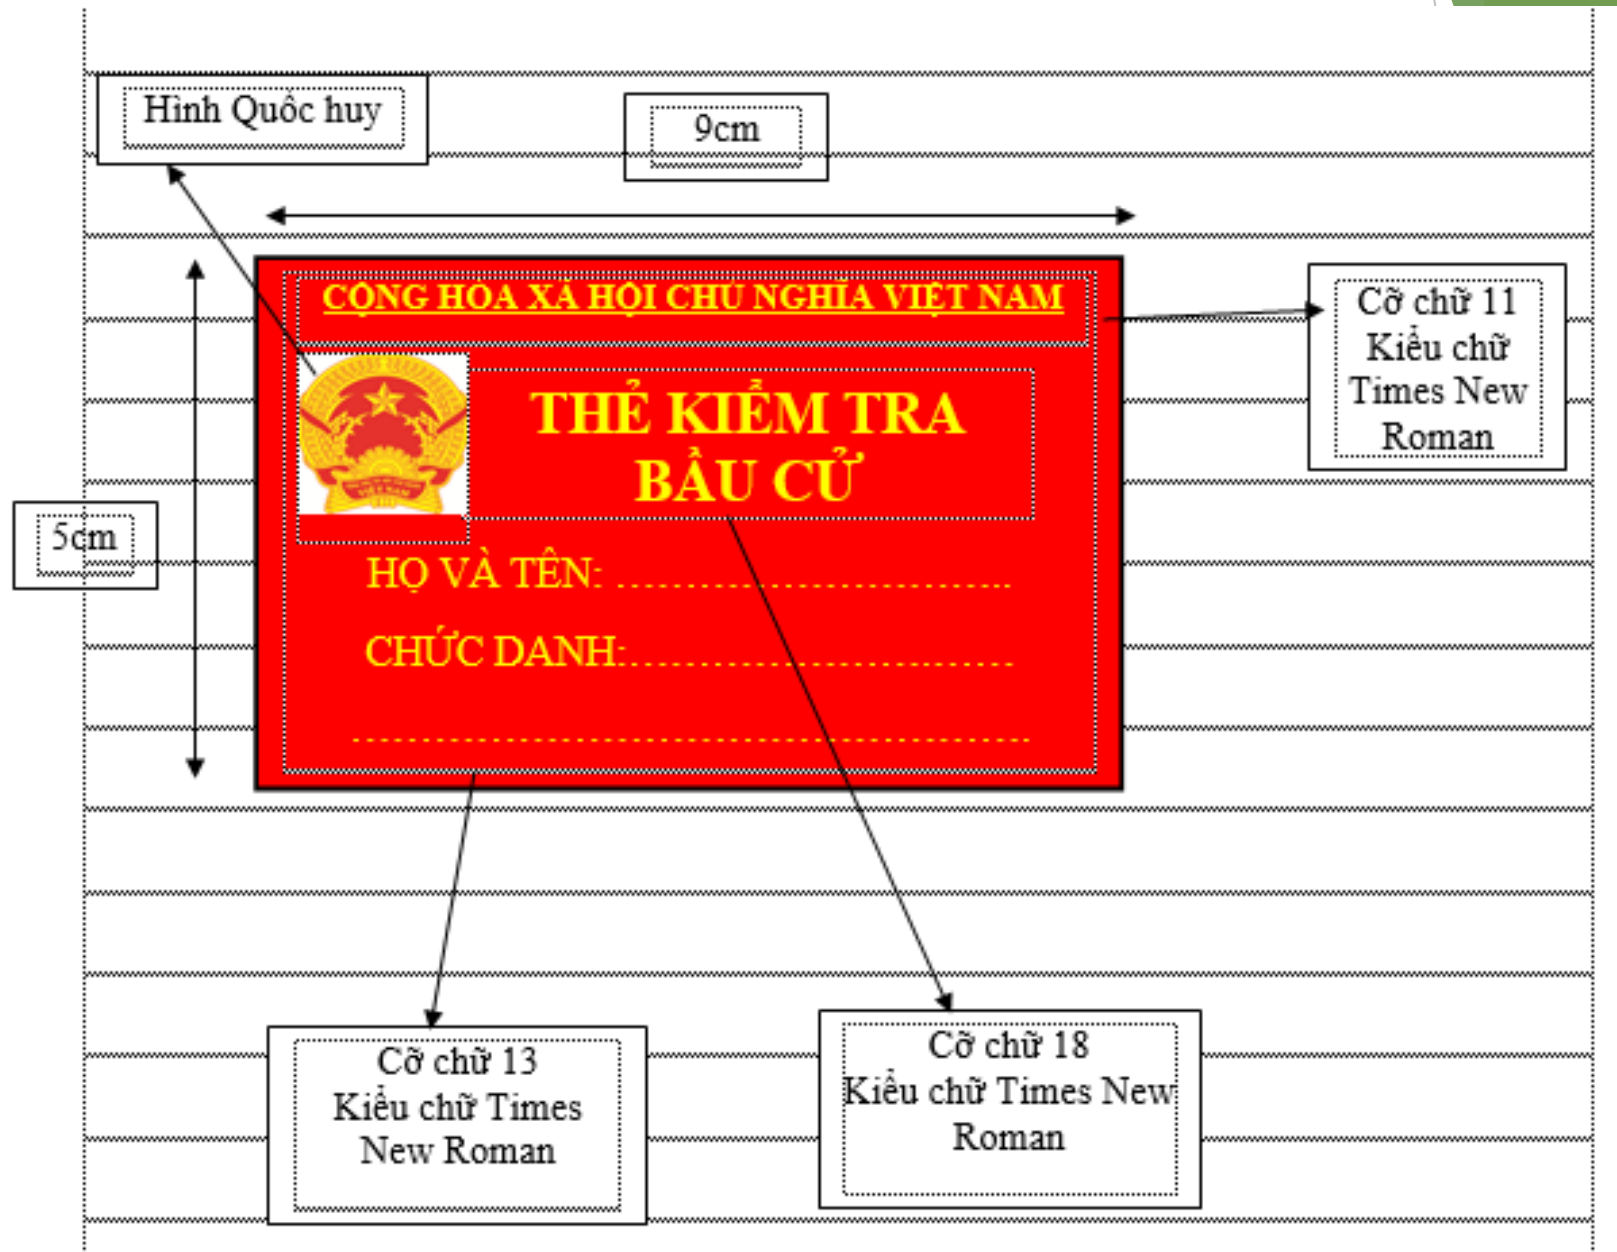 Hình Quốc huy
9cm
CỘNG HÒA XÃ HỘI CHỦ NGHĨA VIỆT NAM
Cỡ chữ 11
Kiểu chữ
Times New
Roman
THẺ KIỂM TRA
BẦU CỬ
VIỆT NAM
5cm
HỌ VÀ TÊN: ........................................
CHỨC DANH:........................................
......................................................................
Cỡ chữ 13
Kiểu chữ Times
New Roman
Cỡ chữ 18
Kiểu chữ Times New
Roman